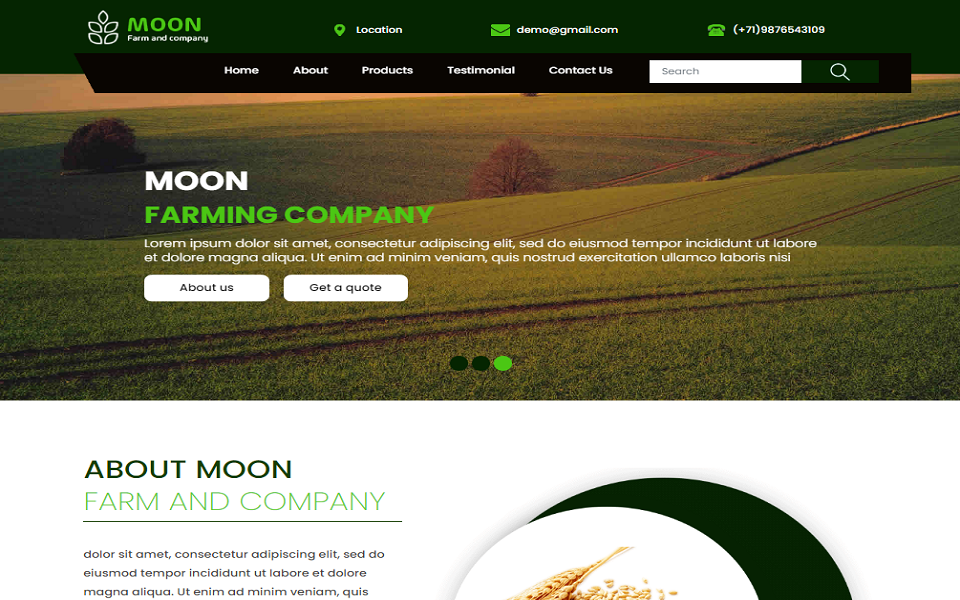 MOON
Farm and company
Location
demo@gmail.com
(+71)9876543109
Home About Products Testimonial Contact Us
Search
MOON
FARMING COMPANY
Lorem ipsum dolor sit amet, consectetur adipiscing elit, sed do eiusmod tempor incididunt ut labore
et dolore magna aliqua. Ut enim ad minim veniam, quis nostrud exercitation ullamco laboris nisi
About us
Get a quote
ABOUT MOON
FARM AND COMPANY
dolor sit amet, consectetur adipiscing elit, sed do
eiusmod tempor incididunt ut labore et dolore
magna aliqua. Ut enim ad minim veniam, quis